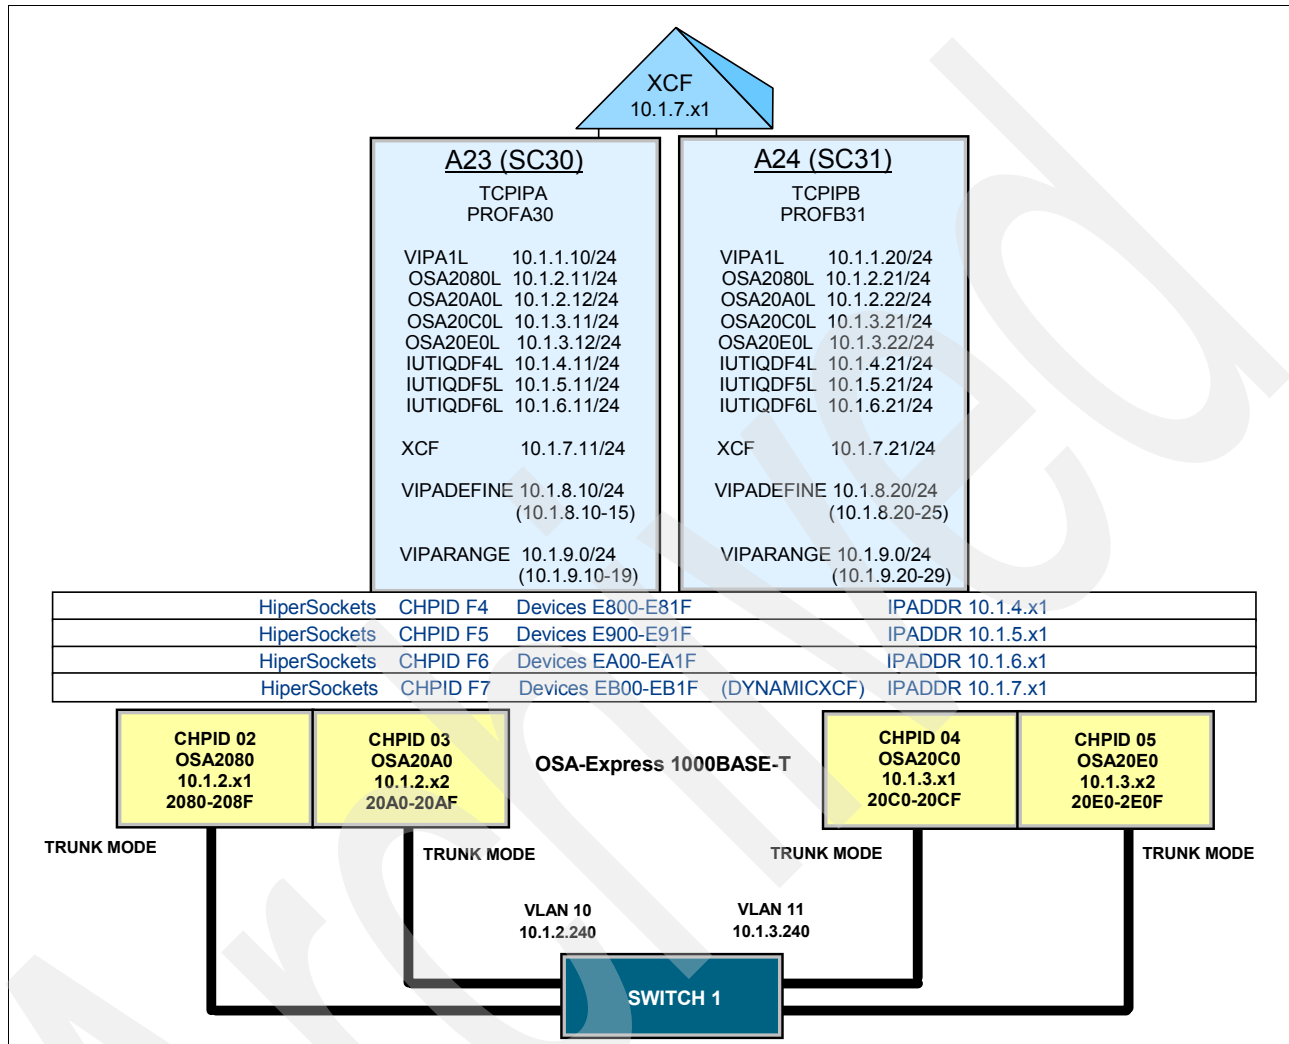 XCF
10.1.7.x1
A23 (SC30)
TCPIPA
PROFA30
VIPA1L 10.1.1.10/24
OSA2080L 10.1.2.11/24
OSA20A0L 10.1.2.12/24
OSA20C0L 10.1.3.11/24
OSA20E0L 10.1.3.12/24
IUTIQDF4L 10.1.4.11/24
IUTIQDF5L 10.1.5.11/24
IUTIQDF6L 10.1.6.11/24
XCF 10.1.7.11/24
VIPADEFINE 10.1.8.10/24
(10.1.8.10-15)
VIPARANGE 10.1.9.0/24
(10.1.9.10-19)
A24 (SC31)
TCPIPB
PROFB31
VIPA1L 10.1.1.20/24
OSA2080L 10.1.2.21/24
OSA20A0L 10.1.2.22/24
OSA20C0L 10.1.3.21/24
OSA20E0L 10.1.3.22/24
IUTIQDF4L 10.1.4.21/24
IUTIQDF5L 10.1.5.21/24
IUTIQDF6L 10.1.6.21/24
XCF 10.1.7.21/24
VIPADEFINE 10.1.8.20/24
(10.1.8.20-25)
VIPARANGE 10.1.9.0/24
(10.1.9.20-29)
HiperSockets CHPID F4 Devices E800-E81F IPADDR 10.1.4.x1
HiperSockets CHPID F5 Devices E900-E91F IPADDR 10.1.5.x1
HiperSockets CHPID F6 Devices EA00-EA1F IPADDR 10.1.6.x1
HiperSockets CHPID F7 Devices EB00-EB1F (DYNAMICXCF) IPADDR 10.1.7.x1
CHPID 02
OSA2080
10.1.2.x1
2080-208F
CHPID 03
OSA20A0
10.1.2.x2
20A0-20AF
OSA-Express 1000BASE-T
CHPID 04
OSA20C0
10.1.3.x1
20C0-20CF
CHPID 05
OSA20E0
10.1.3.x2
20E0-2E0F
TRUNK MODE
TRUNK MODE
TRUNK MODE
TRUNK MODE
VLAN 10
10.1.2.240
VLAN 11
10.1.3.240
SWITCH 1
Archived